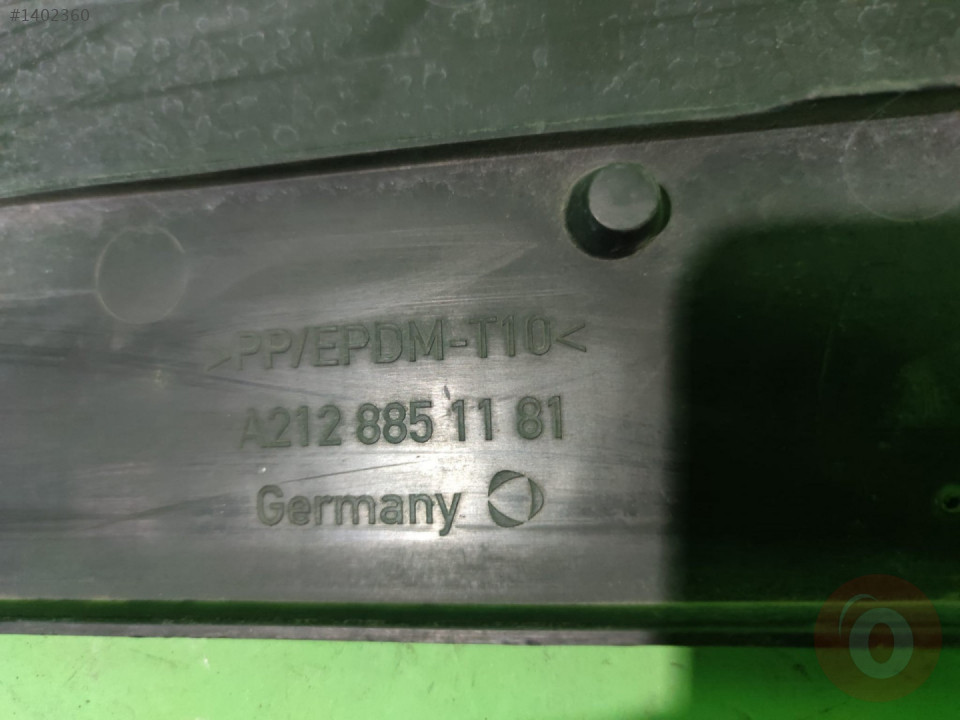 #1402360
>PP/EPDM-T10<
A212 885 11 81
Germany